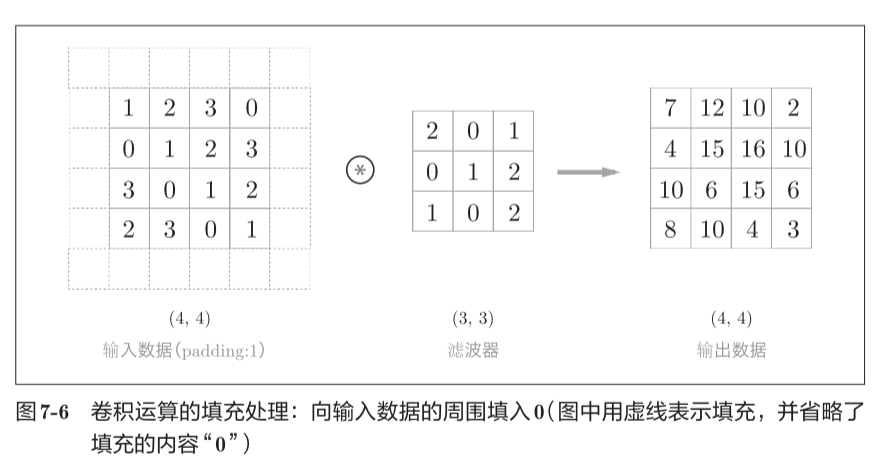 1 2 3 0
0 1 2 3
3 0 1 2
2 3 0 1
(4, 4)
输入数据(padding:1)
*
2 0 1
0 1 2
1 0 2
(3, 3)
滤波器
7 12 10 2
4 15 16 10
10 6 15 6
8 10 4 3
(4, 4)
输出数据
图7-6 卷积运算的填充处理：向输入数据的周围填入0(图中用虚线表示填充，并省略了
填充的内容“0”)